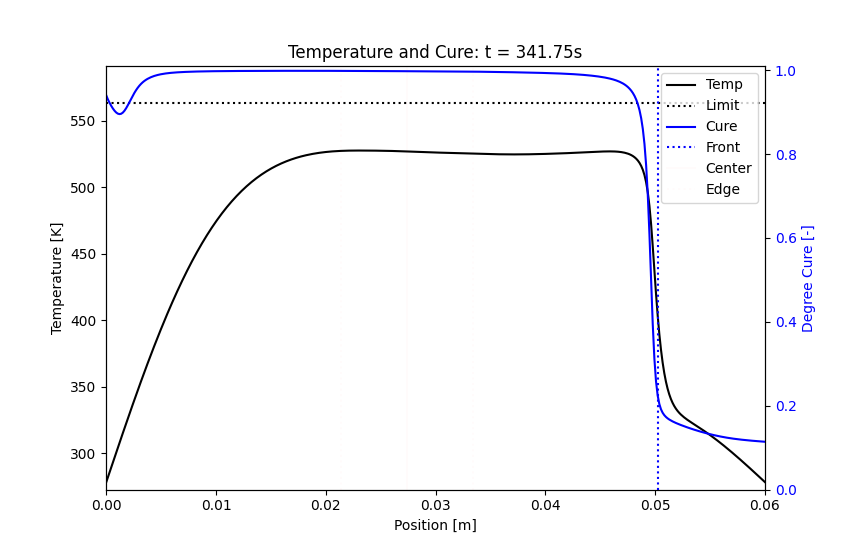 Temperature and Cure: t = 341.75s
Temp
Limit
Cure
Front
Center
Edge
Temperature [K]
550
500
450
400
350
300
Degree Cure [-]
1.0
0.8
0.6
0.4
0.2
0.0
0.00 0.01 0.02 0.03 0.04 0.05 0.06
Position [m]